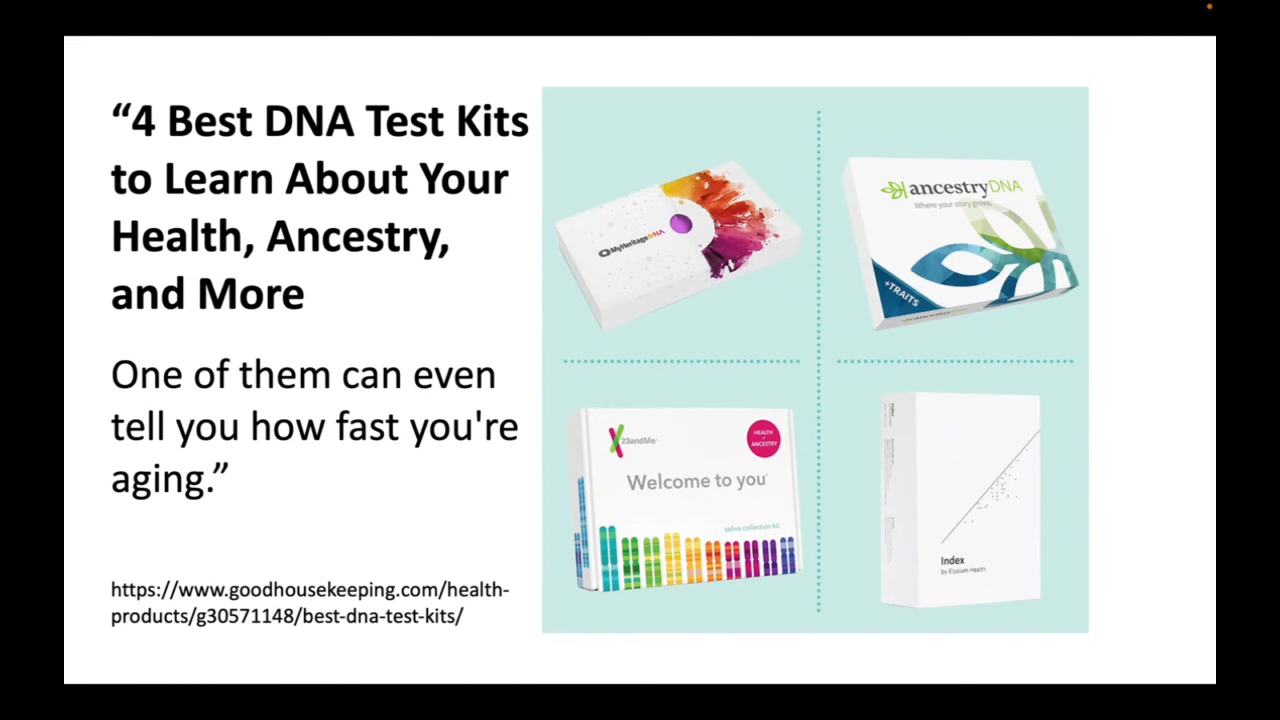 “4 Best DNA Test Kits
to Learn About Your
Health, Ancestry,
and More
One of them can even
tell you how fast you're
aging.”
https://www.goodhousekeeping.com/health-
products/g30571148/best-dna-test-kits/
MyHeritageDNA
ancestryDNA
Where your story grows.
+TRAITS
ancestryDNA
23andMe
HEALTH
+
ANCESTRY
Welcome to you
saliva collection kit
Index
by Elysium Health